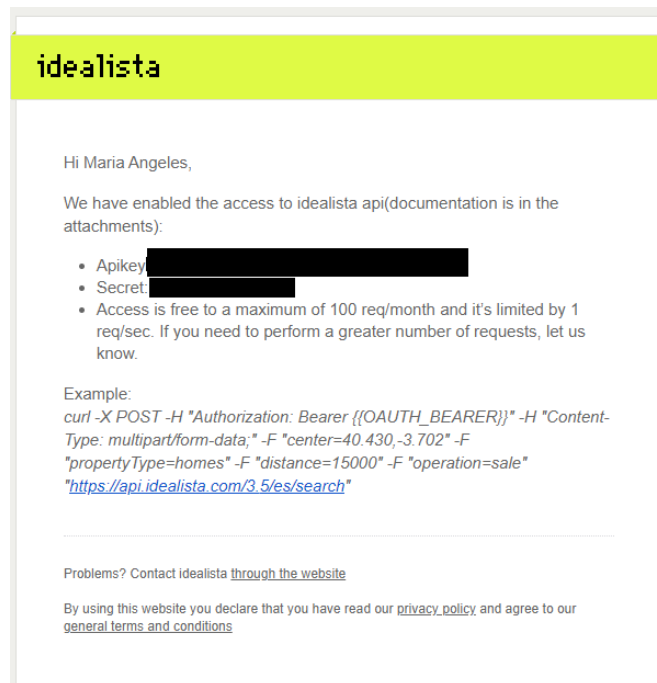 idealista
Hi Maria Angeles,
We have enabled the access to idealista api(documentation is in the
attachments):
• Apikey
• Secret:
• Access is free to a maximum of 100 req/month and it's limited by 1
req/sec. If you need to perform a greater number of requests, let us
know.
Example:
curl -X POST -H "Authorization: Bearer {{OAUTH_BEARER}}" -H "Content-
Type: multipart/form-data;" -F "center=40.430,-3.702" -F
"propertyType=homes" -F "distance=15000" -F "operation=sale"
"https://api.idealista.com/3.5/es/search"
Problems? Contact idealista through the website
By using this website you declare that you have read our privacy policy and agree to our
general terms and conditions